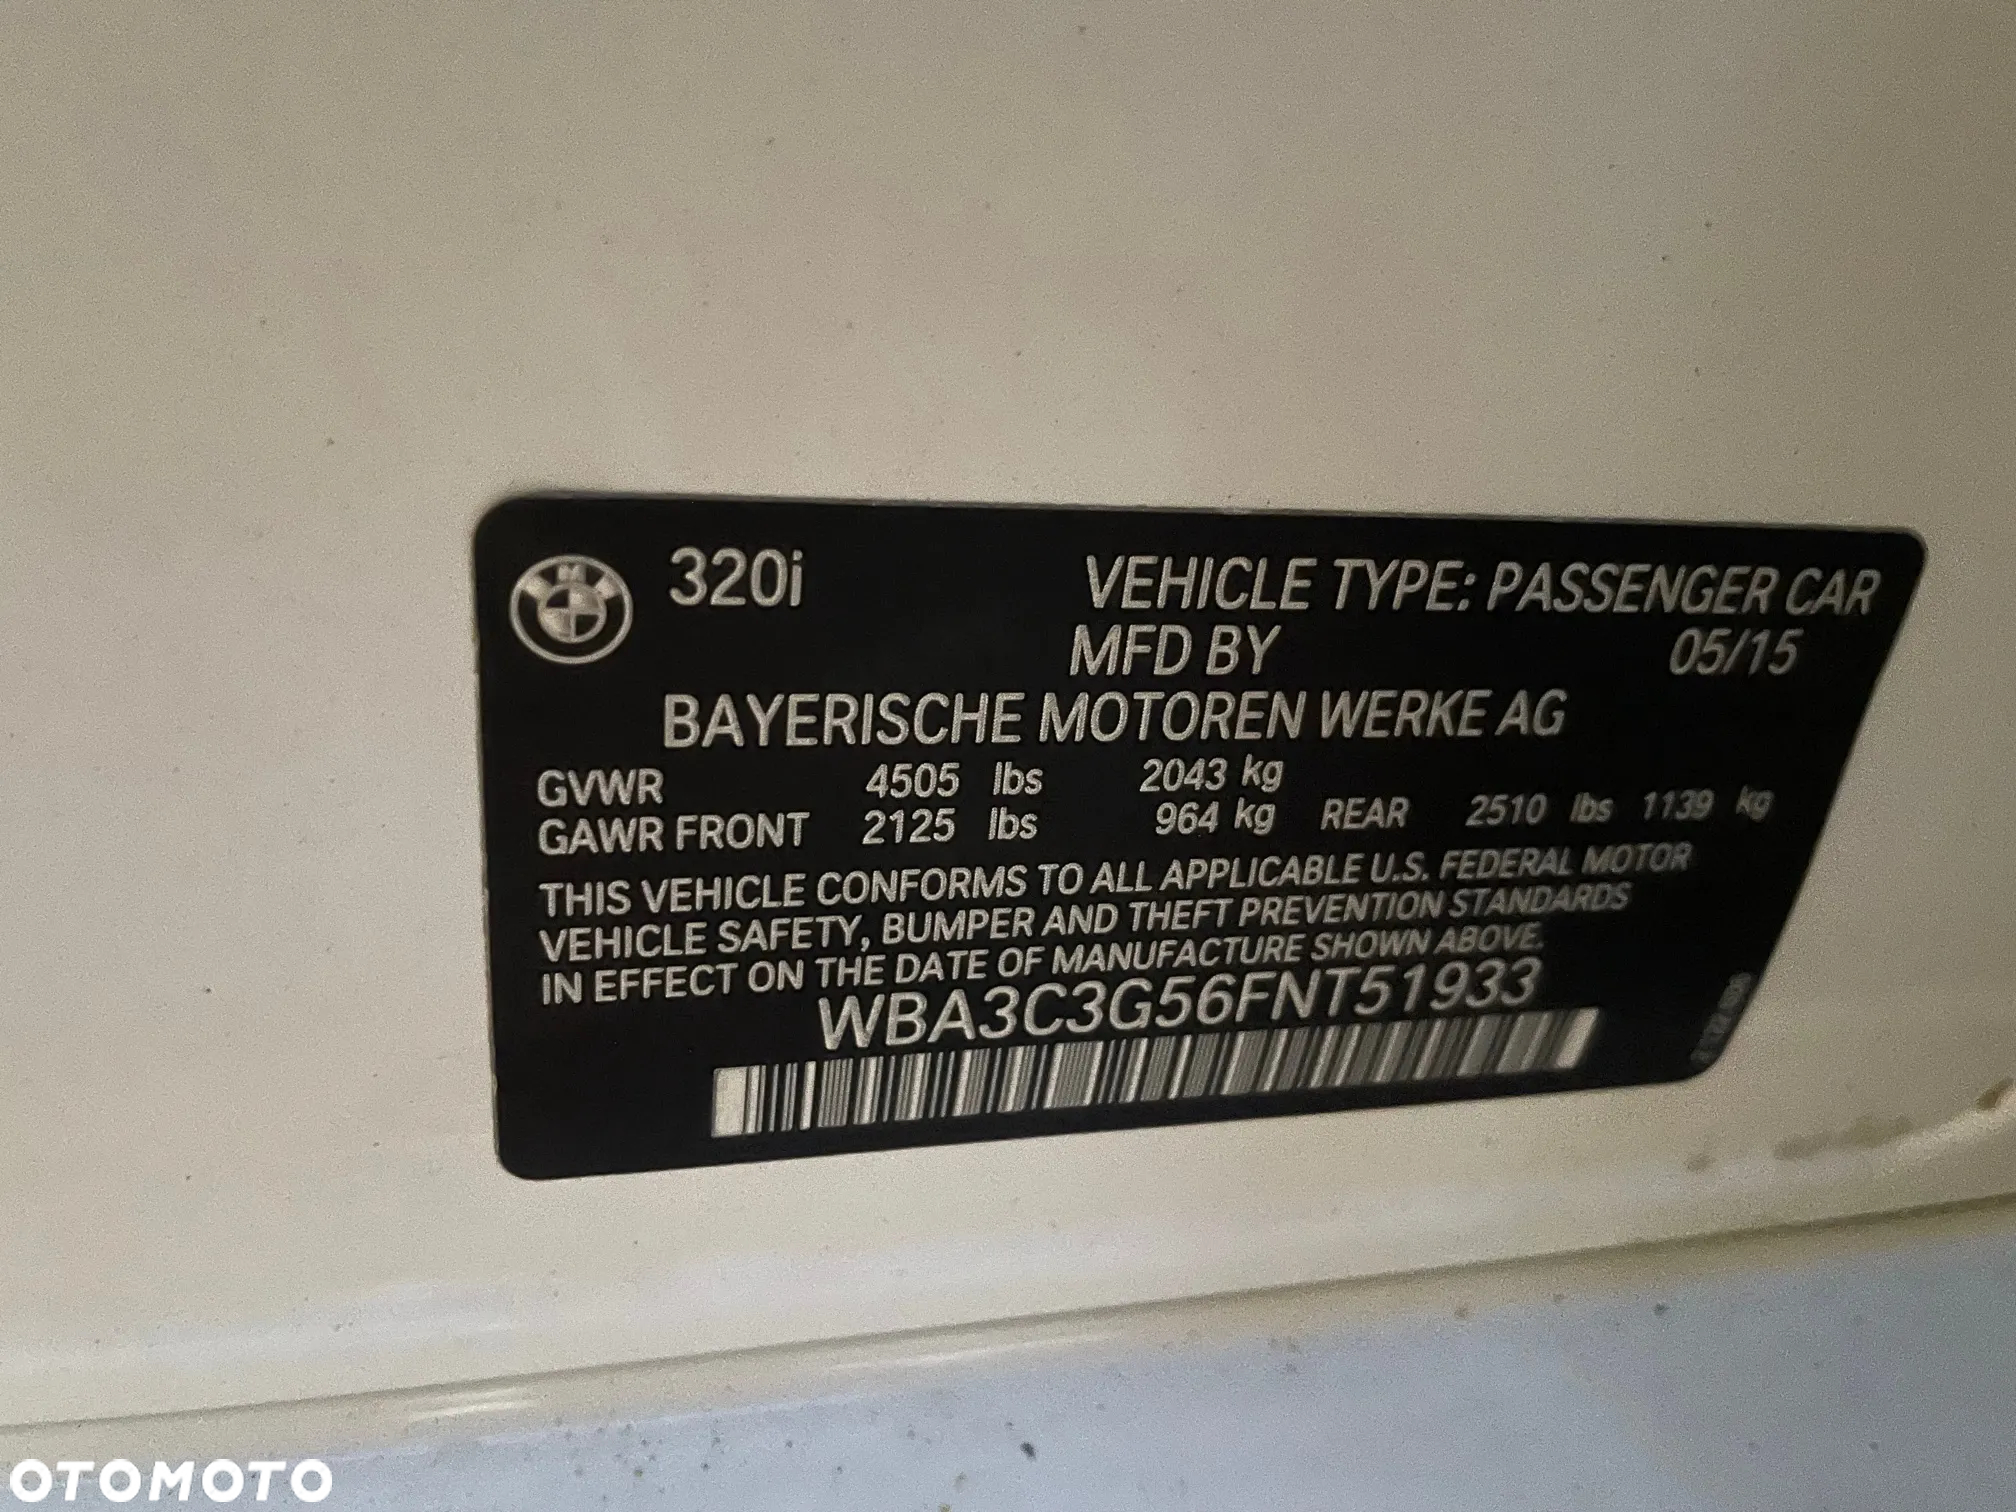 320i VEHICLE TYPE: PASSENGER CAR
MFD BY 05/15
BAYERISCHE MOTOREN WERKE AG
GVWR 4505 lbs 2043 kg
GAWR FRONT 2125 lbs 964 kg REAR 2510 lbs 1139 kg
THIS VEHICLE CONFORMS TO ALL APPLICABLE U.S. FEDERAL MOTOR
VEHICLE SAFETY, BUMPER AND THEFT PREVENTION STANDARDS
IN EFFECT ON THE DATE OF MANUFACTURE SHOWN ABOVE.
WBA3C3G56FNT51933
OTOMOTO